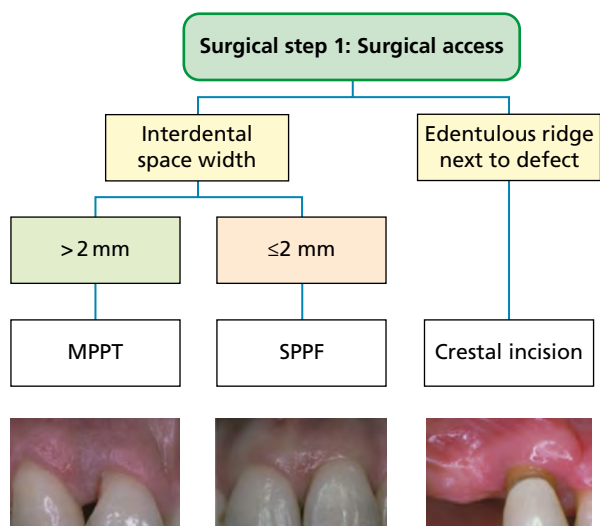 Surgical step 1: Surgical access
Interdental
space width
Edentulous ridge
next to defect
>2 mm
≤2 mm
MPPT
SPPF
Crestal incision